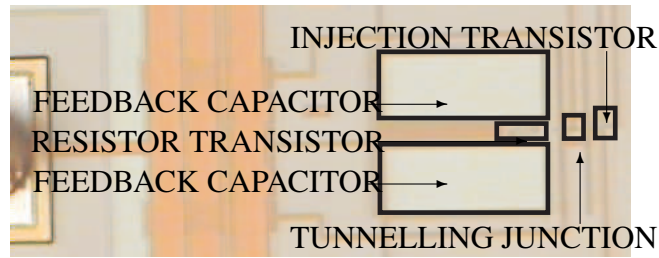 INJECTION TRANSISTOR
FEEDBACK CAPACITOR
RESISTOR TRANSISTOR
FEEDBACK CAPACITOR
TUNNELLING JUNCTION